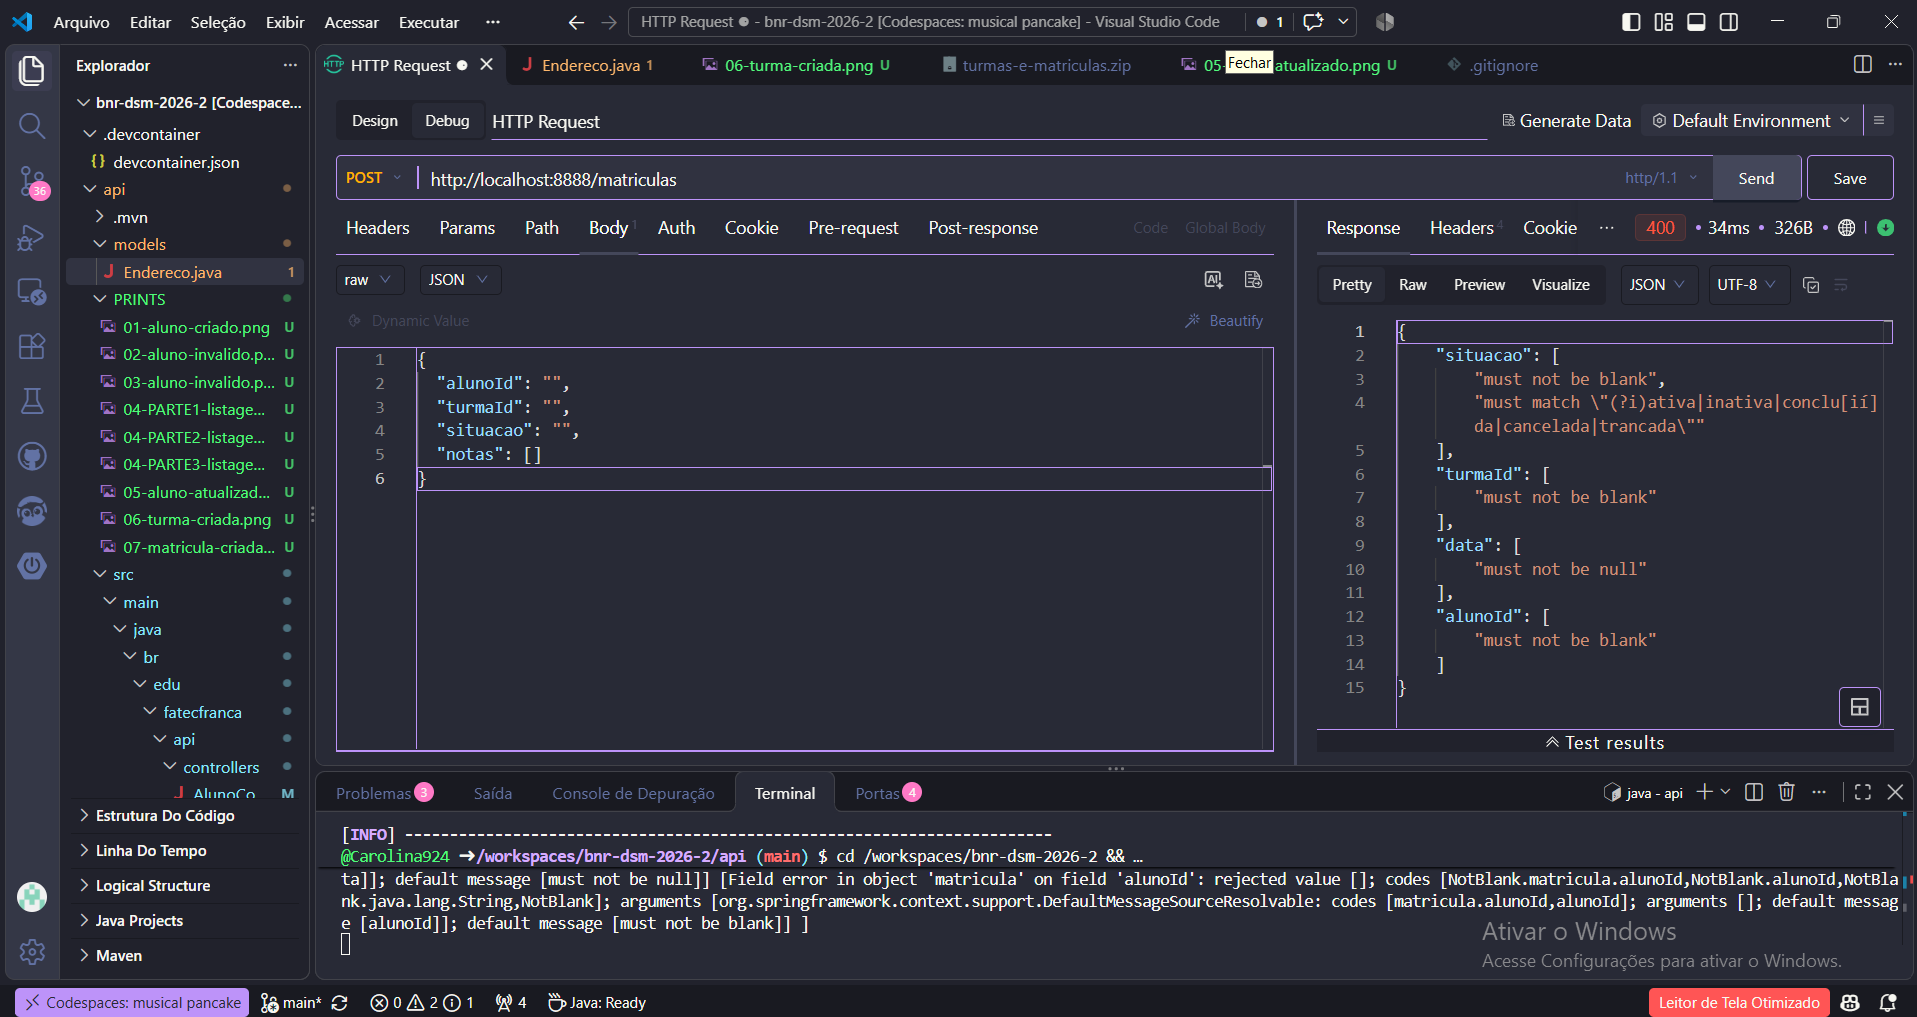 Arquivo Editar Seleção Exibir Acessar Executar ···
HTTP Request ● - bnr-dsm-2026-2 [Codespaces: musical pancake] - Visual Studio Code
1
Explorador ···
bnr-dsm-2026-2 [Codespace...
.devcontainer
{} devcontainer.json
api
.mvn
models
Endereco.java 1
PRINTS
01-aluno-criado.png U
02-aluno-invalido.p... U
03-aluno-invalido.p... U
04-PARTE1-listage... U
04-PARTE2-listage... U
04-PARTE3-listage... U
05-aluno-atualizad... U
06-turma-criada.png U
07-matricula-criada... U
src
main
java
br
edu
fatecfranca
api
controllers
AlunoCo M
Estrutura Do Código
Linha Do Tempo
Logical Structure
Java Projects
Maven
36
HTTP HTTP Request ●
Endereco.java 1
06-turma-criada.png U
turmas-e-matriculas.zip
05- Fechar atualizado.png U
.gitignore
Design Debug HTTP Request
Generate Data Default Environment
POST http://localhost:8888/matriculas http/1.1 Send Save
Headers Params Path Body 1 Auth Cookie Pre-request Post-response Code Global Body
raw JSON
Dynamic Value Beautify
1 {
2 "alunoId": "",
3 "turmaId": "",
4 "situacao": "",
5 "notas": []
6 }
Response Headers 4 Cookie ··· 400 • 34ms • 326B •
Pretty Raw Preview Visualize JSON UTF-8
1 {
2 "situacao": [
3 "must not be blank",
4 "must match \"(?i)ativa|inativa|conclu[ií]
da|cancelada|trancada\""
5 ],
6 "turmaId": [
7 "must not be blank"
8 ],
9 "data": [
10 "must not be null"
11 ],
12 "alunoId": [
13 "must not be blank"
14 ]
15 }
Test results
Problemas 3 Saída Console de Depuração Terminal Portas 4
java - api
[INFO] ------------------------------------------------------------------------
@Carolina924 ➜/workspaces/bnr-dsm-2026-2/api (main) $ cd /workspaces/bnr-dsm-2026-2 && …
ta]]; default message [must not be null]] [Field error in object 'matricula' on field 'alunoId': rejected value []; codes [NotBlank.matricula.alunoId,NotBlank.alunoId,NotBla
nk.java.lang.String,NotBlank]; arguments [org.springframework.context.support.DefaultMessageSourceResolvable: codes [matricula.alunoId,alunoId]; arguments []; default messag
e [alunoId]]; default message [must not be blank]] ]
Ativar o Windows
Acesse Configurações para ativar o Windows.
Codespaces: musical pancake main* 0 2 1 4 Java: Ready
Leitor de Tela Otimizado